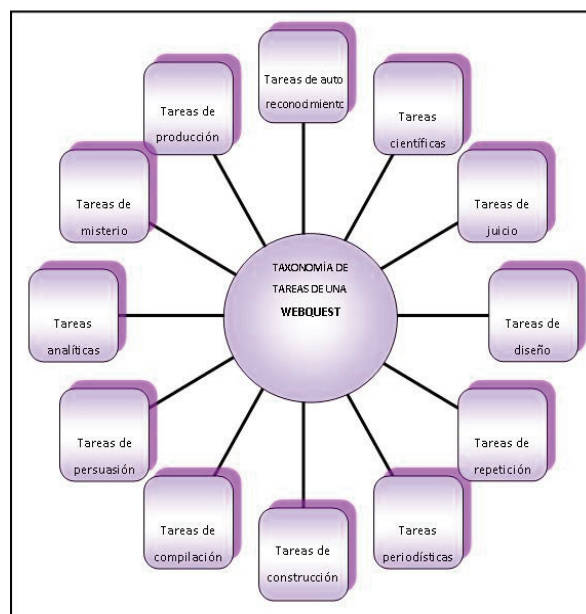 TAXONOMÍA DE
TAREAS DE UNA
WEBQUEST
Tareas de auto
reconocimiento
Tareas
científicas
Tareas de
juicio
Tareas de
diseño
Tareas de
repetición
Tareas
periodísticas
Tareas de
construcción
Tareas de
compilación
Tareas de
persuasión
Tareas
analíticas
Tareas de
misterio
Tareas de
producción